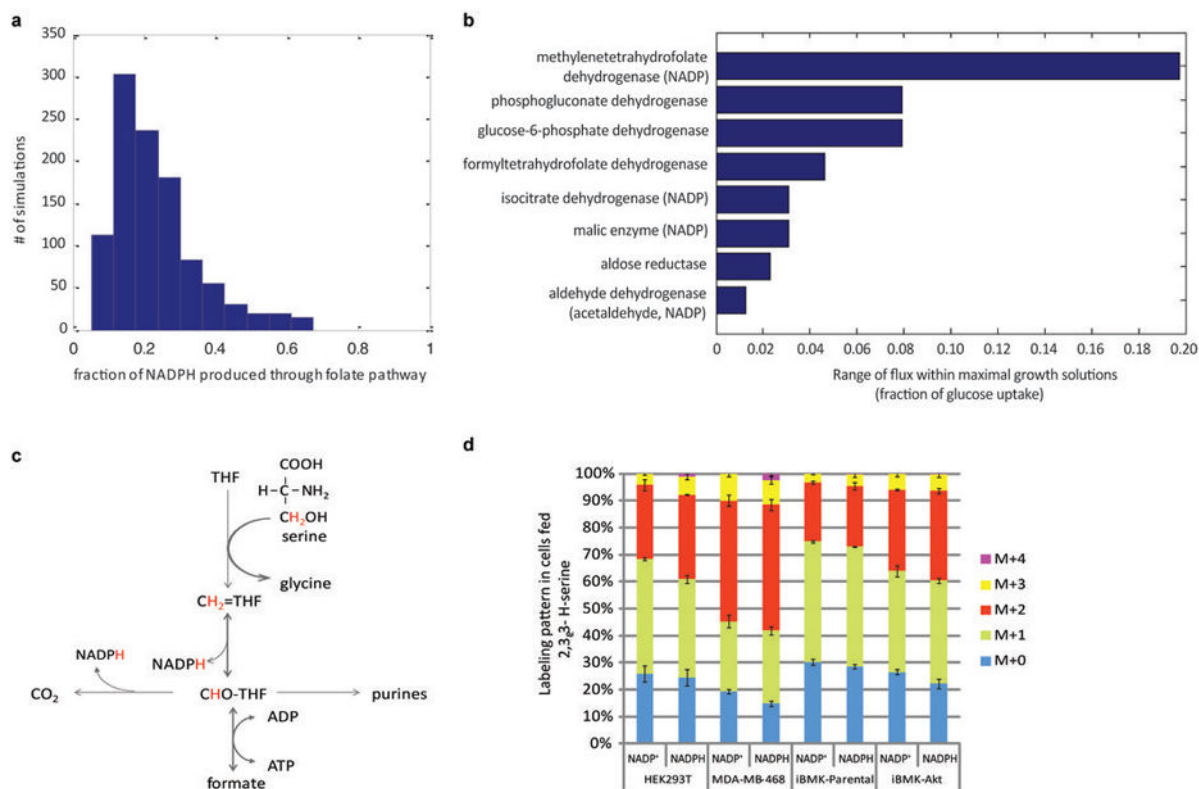 a
350
300
250
200
150
100
50
0
# of simulations
0 0.2 0.4 0.6 0.8 1
fraction of NADPH produced through folate pathway
b
methylenetetrahydrofolate
dehydrogenase (NADP)
phosphogluconate dehydrogenase
glucose-6-phosphate dehydrogenase
formyltetrahydrofolate dehydrogenase
isocitrate dehydrogenase (NADP)
malic enzyme (NADP)
aldose reductase
aldehyde dehydrogenase
(acetaldehyde, NADP)
0 0.02 0.04 0.06 0.08 0.10 0.12 0.14 0.16 0.18 0.20
Range of flux within maximal growth solutions
(fraction of glucose uptake)
c
THF
COOH
H-C-NH₂
CH₂OH
serine
glycine
CH₂=THF
NADPH
NADPH
CO₂
CHO-THF
purines
ADP
ATP
formate
d
100%
90%
80%
70%
60%
50%
40%
30%
20%
10%
0%
Labeling pattern in cells fed
2,3,3- H-serine
NADP⁺ NADPH NADP⁺ NADPH NADP⁺ NADPH NADP⁺ NADPH
HEK293T MDA-MB-468 iBMK-Parental iBMK-Akt
M+4
M+3
M+2
M+1
M+0